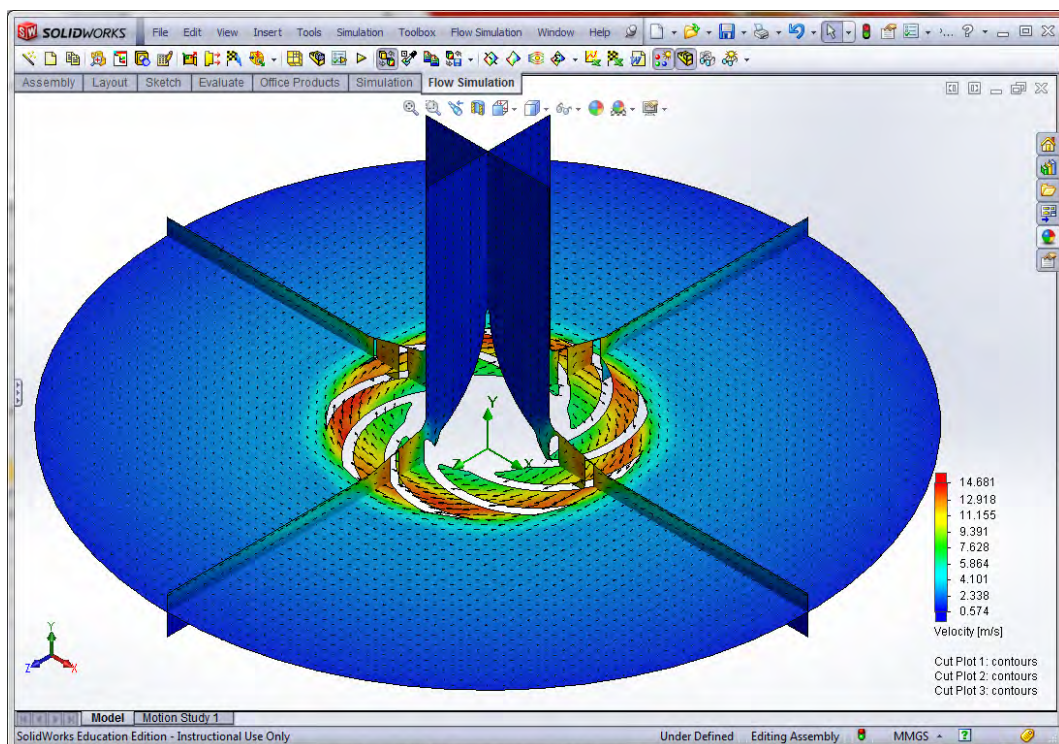 SW SOLIDWORKS File Edit View Insert Tools Simulation Toolbox Flow Simulation Window Help
Assembly Layout Sketch Evaluate Office Products Simulation Flow Simulation
Y
Z X
14.681
12.918
11.155
9.391
7.628
5.864
4.101
2.338
0.574
Velocity [m/s]
Y
Z X
Cut Plot 1: contours
Cut Plot 2: contours
Cut Plot 3: contours
Model Motion Study 1
SolidWorks Education Edition - Instructional Use Only Under Defined Editing Assembly MMGS